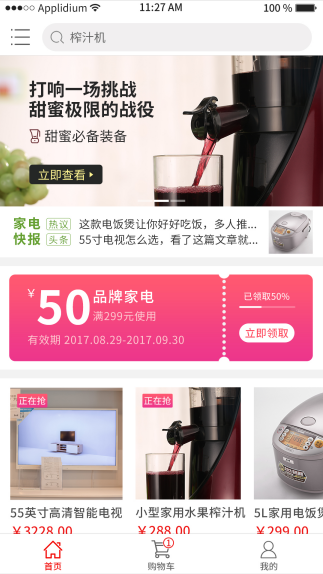 Applidium
11:27 AM
100 %
榨汁机
打响一场挑战
甜蜜极限的战役
甜蜜必备装备
立即查看
家电
快报
热议
这款电饭煲让你好好吃饭，多人推...
头条
55寸电视怎么选，看了这篇文章就...
¥
50
品牌家电
满299元使用
有效期 2017.08.29-2017.09.30
已领取50%
立即领取
正在抢
正在抢
55英寸高清智能电视
小型家用水果榨汁机
5L家用电饭煲
¥3228.00
¥288.00
¥299.00
首页
1
购物车
我的